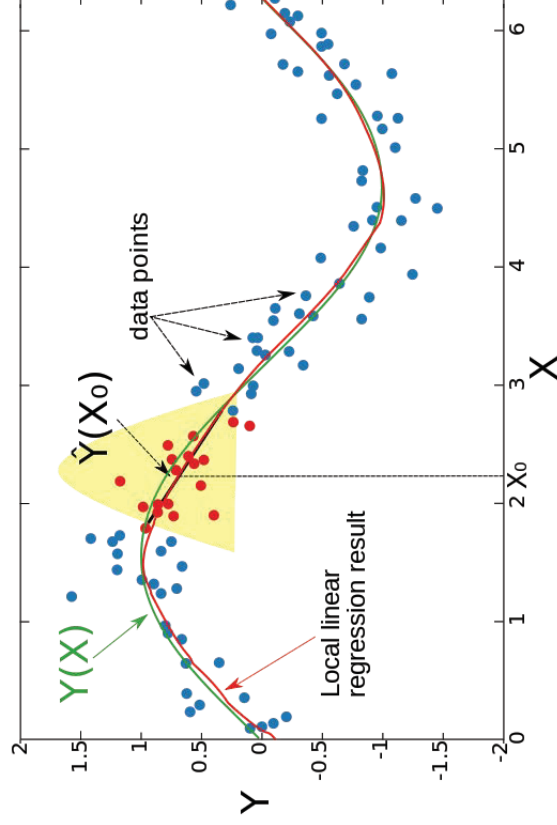 2
1.5
1
0.5
0
-0.5
-1
-1.5
-2
Y
Y(X)
Ŷ(X₀)
data points
Local linear
regression result
0
1
2
X₀
3
4
5
6
X